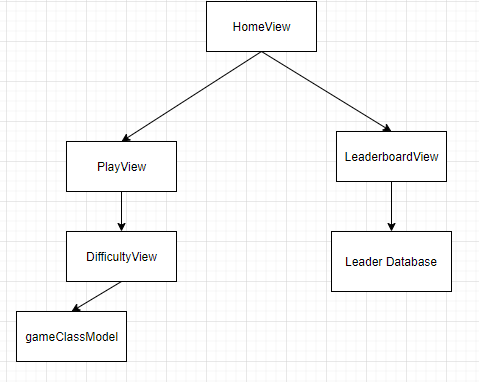 HomeView
PlayView
LeaderboardView
DifficultyView
Leader Database
gameClassModel